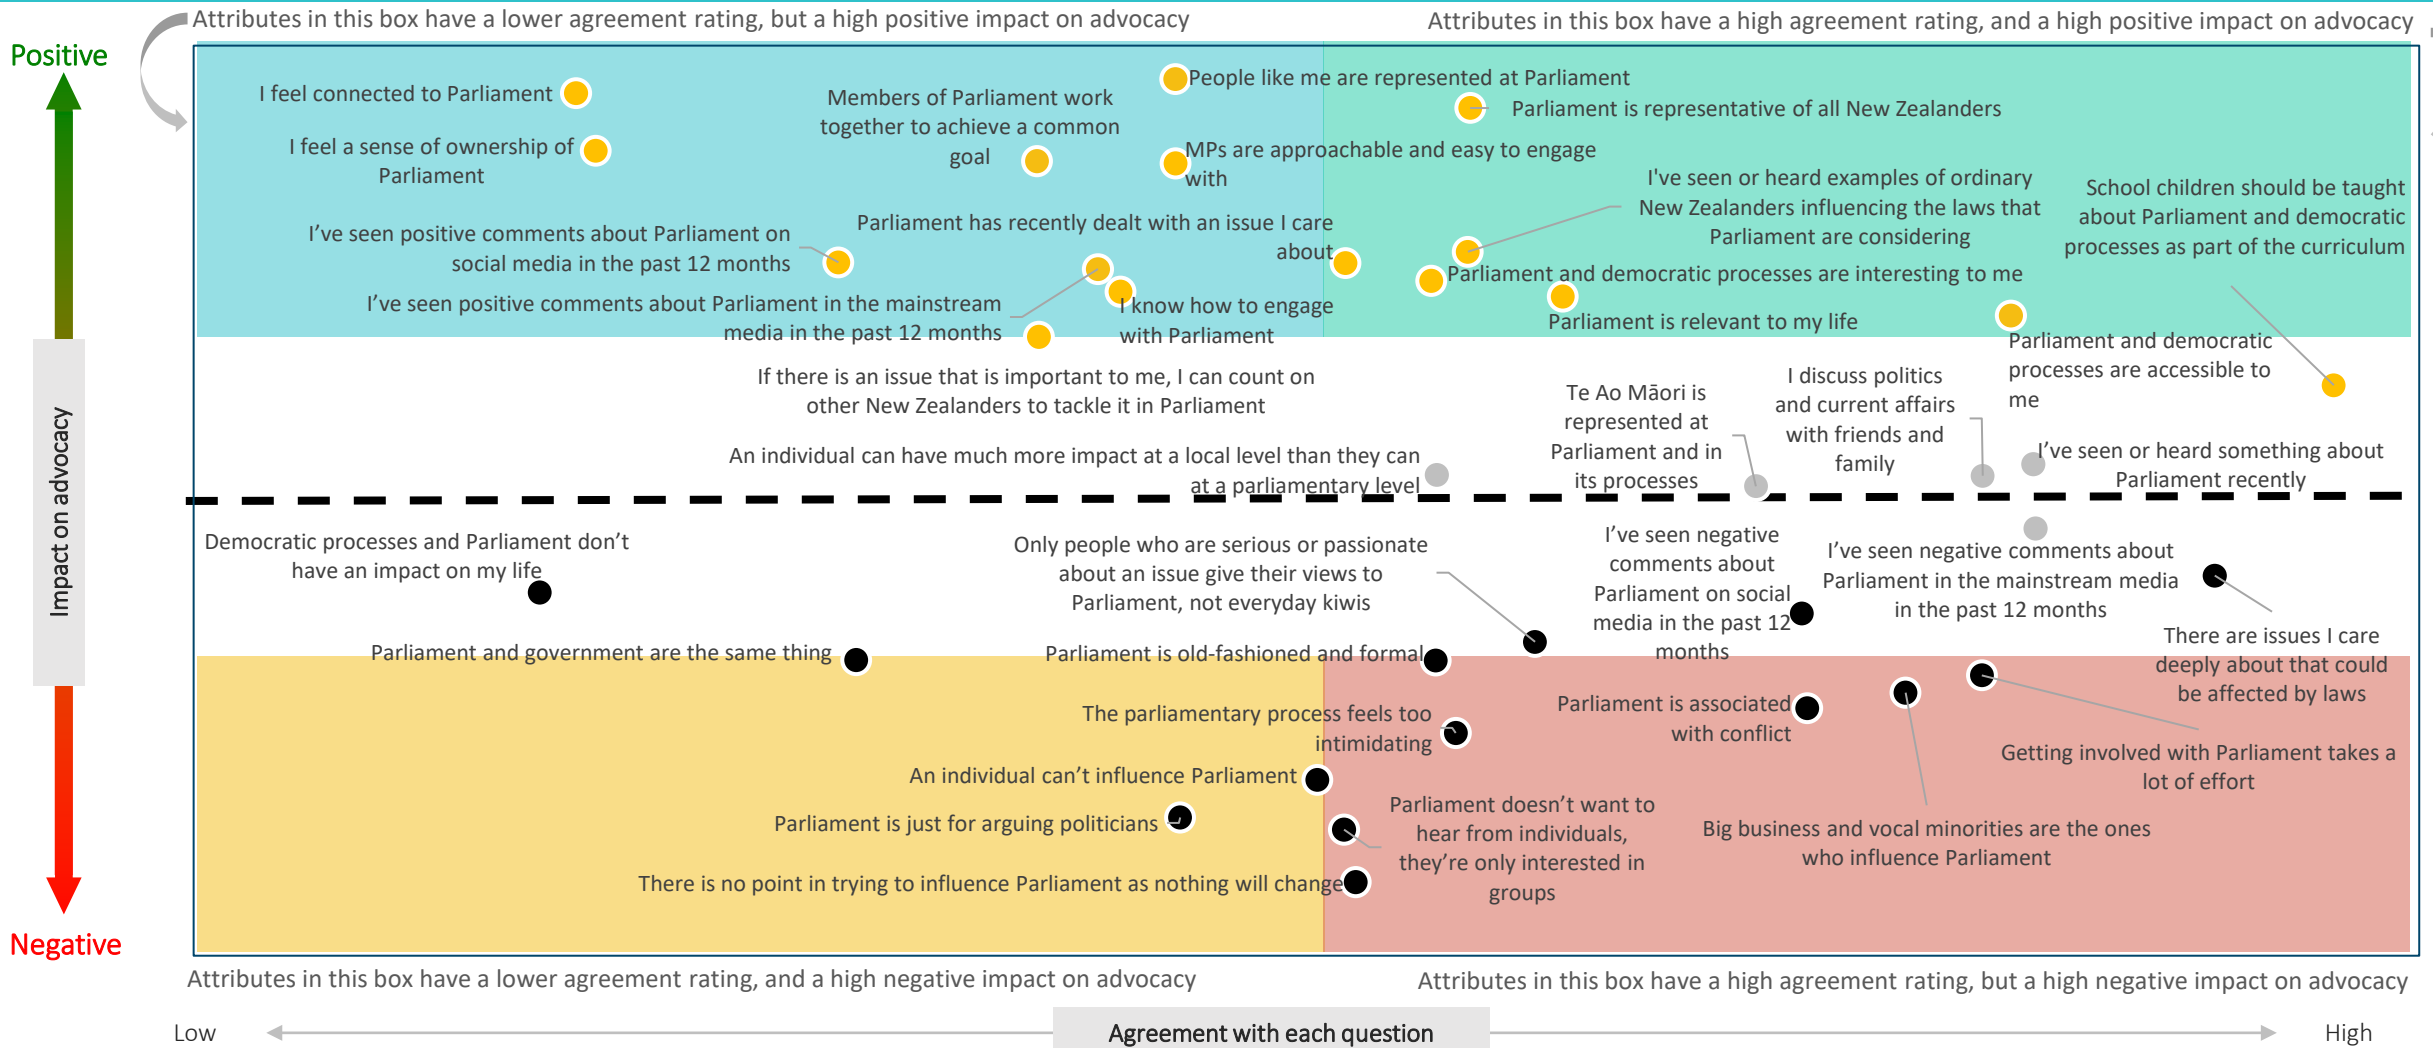 Attributes in this box have a lower agreement rating, but a high positive impact on advocacy
Attributes in this box have a high agreement rating, and a high positive impact on advocacy
Positive
I feel connected to Parliament
Members of Parliament work
together to achieve a common
goal
People like me are represented at Parliament
Parliament is representative of all New Zealanders
I feel a sense of ownership of
Parliament
MPs are approachable and easy to engage
with
I've seen or heard examples of ordinary
New Zealanders influencing the laws that
Parliament are considering
School children should be taught
about Parliament and democratic
processes as part of the curriculum
I’ve seen positive comments about Parliament on
social media in the past 12 months
Parliament has recently dealt with an issue I care
about
Parliament and democratic processes are interesting to me
I’ve seen positive comments about Parliament in the mainstream
media in the past 12 months
I know how to engage
with Parliament
Parliament is relevant to my life
Parliament and democratic
processes are accessible to
me
If there is an issue that is important to me, I can count on
other New Zealanders to tackle it in Parliament
Te Ao Māori is
represented at
Parliament and in
its processes
I discuss politics
and current affairs
with friends and
family
An individual can have much more impact at a local level than they can
at a parliamentary level
I’ve seen or heard something about
Parliament recently
Impact on advocacy
Democratic processes and Parliament don’t
have an impact on my life
Only people who are serious or passionate
about an issue give their views to
Parliament, not everyday kiwis
I’ve seen negative
comments about
Parliament on social
media in the past 12
months
I’ve seen negative comments about
Parliament in the mainstream media
in the past 12 months
There are issues I care
deeply about that could
be affected by laws
Parliament and government are the same thing
Parliament is old-fashioned and formal
The parliamentary process feels too
intimidating
Parliament is associated
with conflict
Getting involved with Parliament takes a
lot of effort
An individual can’t influence Parliament
Parliament is just for arguing politicians
Parliament doesn’t want to
hear from individuals,
they’re only interested in
groups
Big business and vocal minorities are the ones
who influence Parliament
There is no point in trying to influence Parliament as nothing will change
Negative
Attributes in this box have a lower agreement rating, and a high negative impact on advocacy
Attributes in this box have a high agreement rating, but a high negative impact on advocacy
Low
Agreement with each question
High